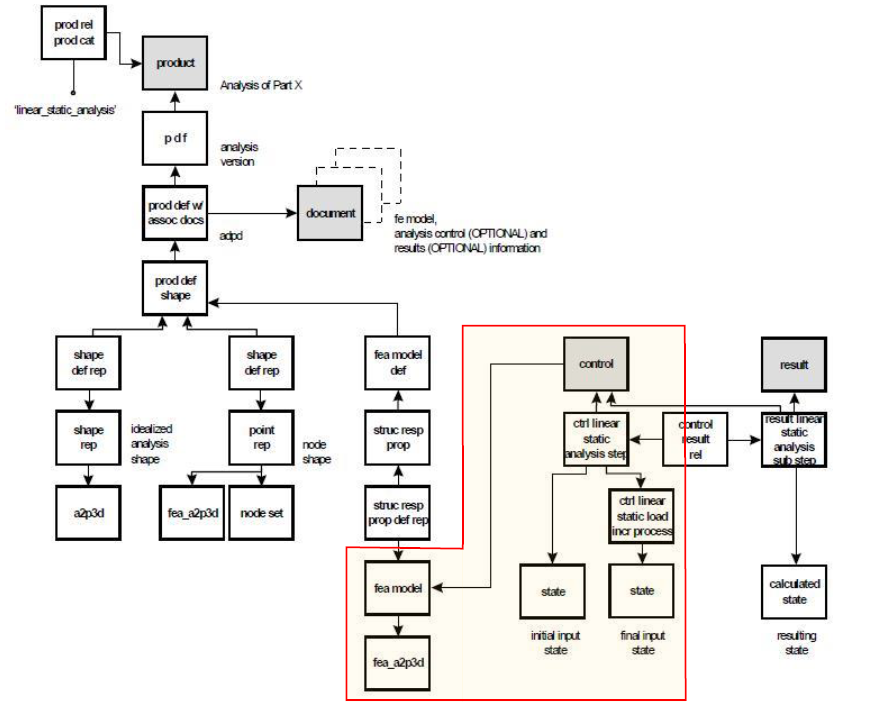 prod rel
prod cat
product
'linear_static_analysis'
Analysis of Part X
p d f
analysis
version
prod def w/
assoc docs
adpd
document
fe model,
analysis control (OPTIONAL) and
results (OPTIONAL) information
prod def
shape
shape
def rep
shape
def rep
fea model
def
control
result
shape
rep
idealized
analysis
shape
point
rep
node
shape
struc resp
prop
ctrl linear
static
analysis step
control
result
rel
result linear
static
analysis
sub step
a2p3d
fea_a2p3d
node set
struc resp
prop def rep
ctrl linear
static load
incr process
fea model
state
state
calculated
state
initial input
state
final input
state
resulting
state
fea_a2p3d